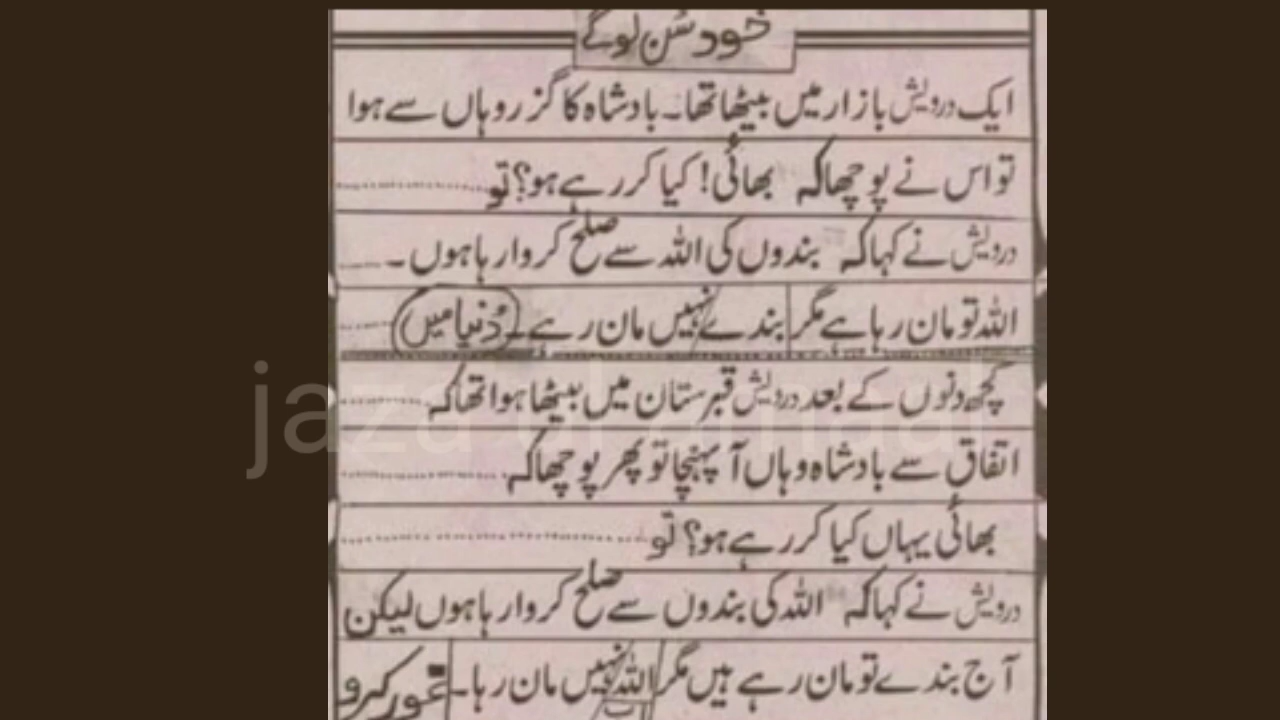 خود سُن لو گے
ایک درویش بازار میں بیٹھا تھا۔ بادشاہ کا گزر وہاں سے ہوا
تو اس نے پوچھا کہ بھائی! کیا کر رہے ہو؟ تو
درویش نے کہا کہ بندوں کی اللہ سے صلح کروا رہا ہوں۔
اللہ تو مان رہا ہے مگر بندے نہیں مان رہے۔ دُنیا میں
کچھ دنوں کے بعد درویش قبرستان میں بیٹھا ہوا تھا کہ
اتفاق سے بادشاہ وہاں آ پہنچا تو پھر پوچھا کہ
بھائی یہاں کیا کر رہے ہو؟ تو
درویش نے کہا کہ اللہ کی بندوں سے صلح کروا رہا ہوں لیکن
آج بندے تو مان رہے ہیں مگر اللہ نہیں مان رہا۔ غور کرو
اب
jaza ul amaal